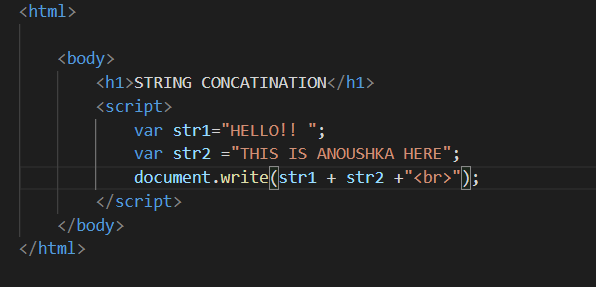 <html>
<body>
<h1>STRING CONCATINATION</h1>
<script>
var str1="HELLO!! ";
var str2 ="THIS IS ANOUSHKA HERE";
document.write(str1 + str2 +"<br>");
</script>
</body>
</html>